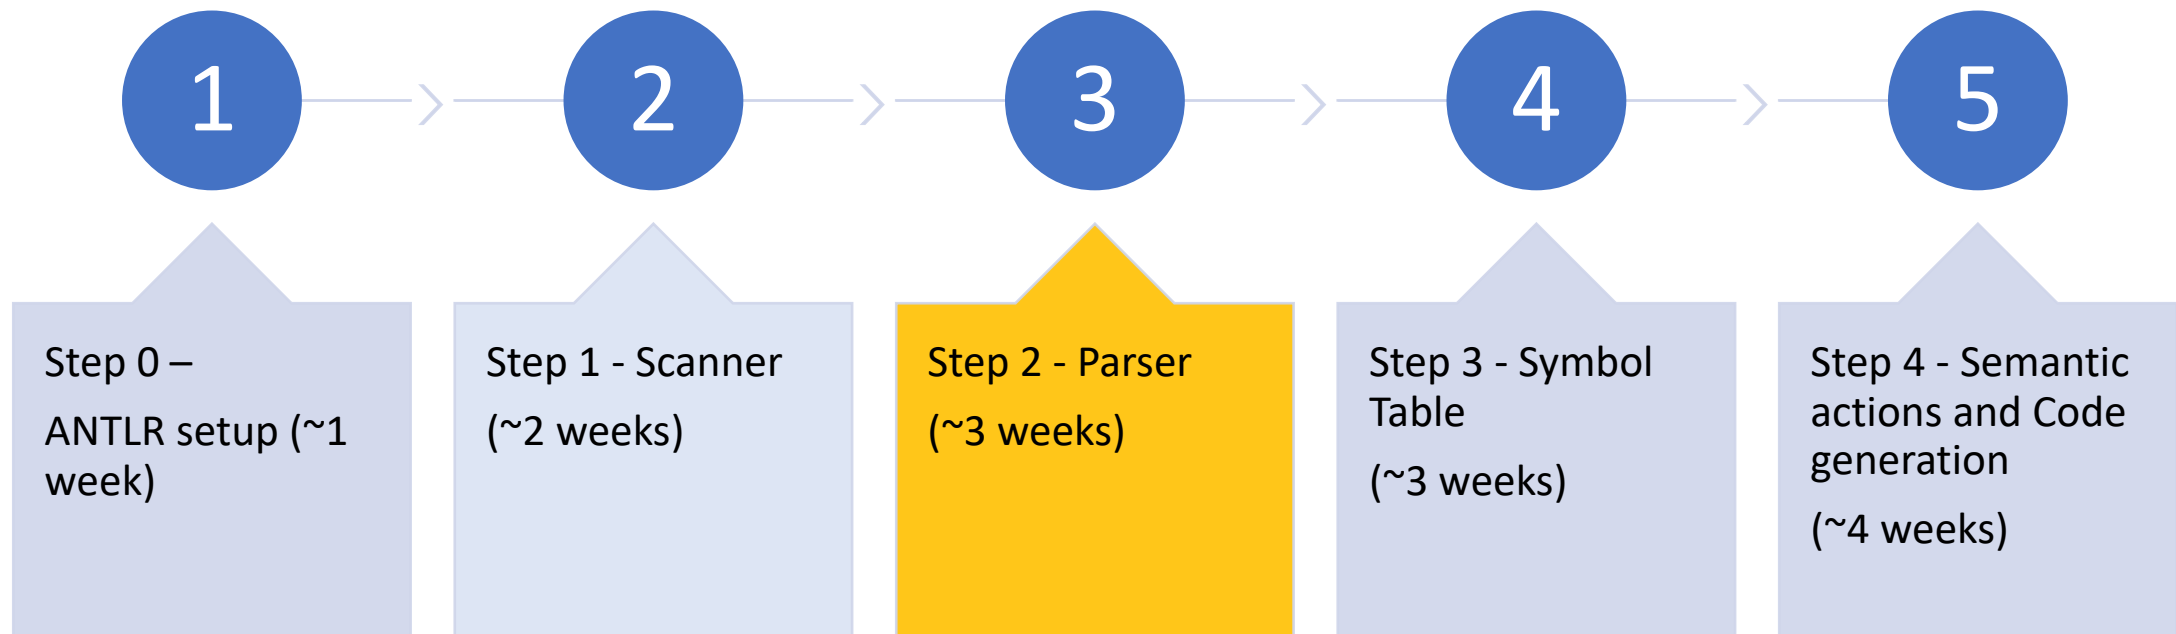 1
2
3
4
5
Step 0 –
ANTLR setup (~1
week)
Step 1 - Scanner
(~2 weeks)
Step 2 - Parser
(~3 weeks)
Step 3 - Symbol
Table
(~3 weeks)
Step 4 - Semantic
actions and Code
generation
(~4 weeks)